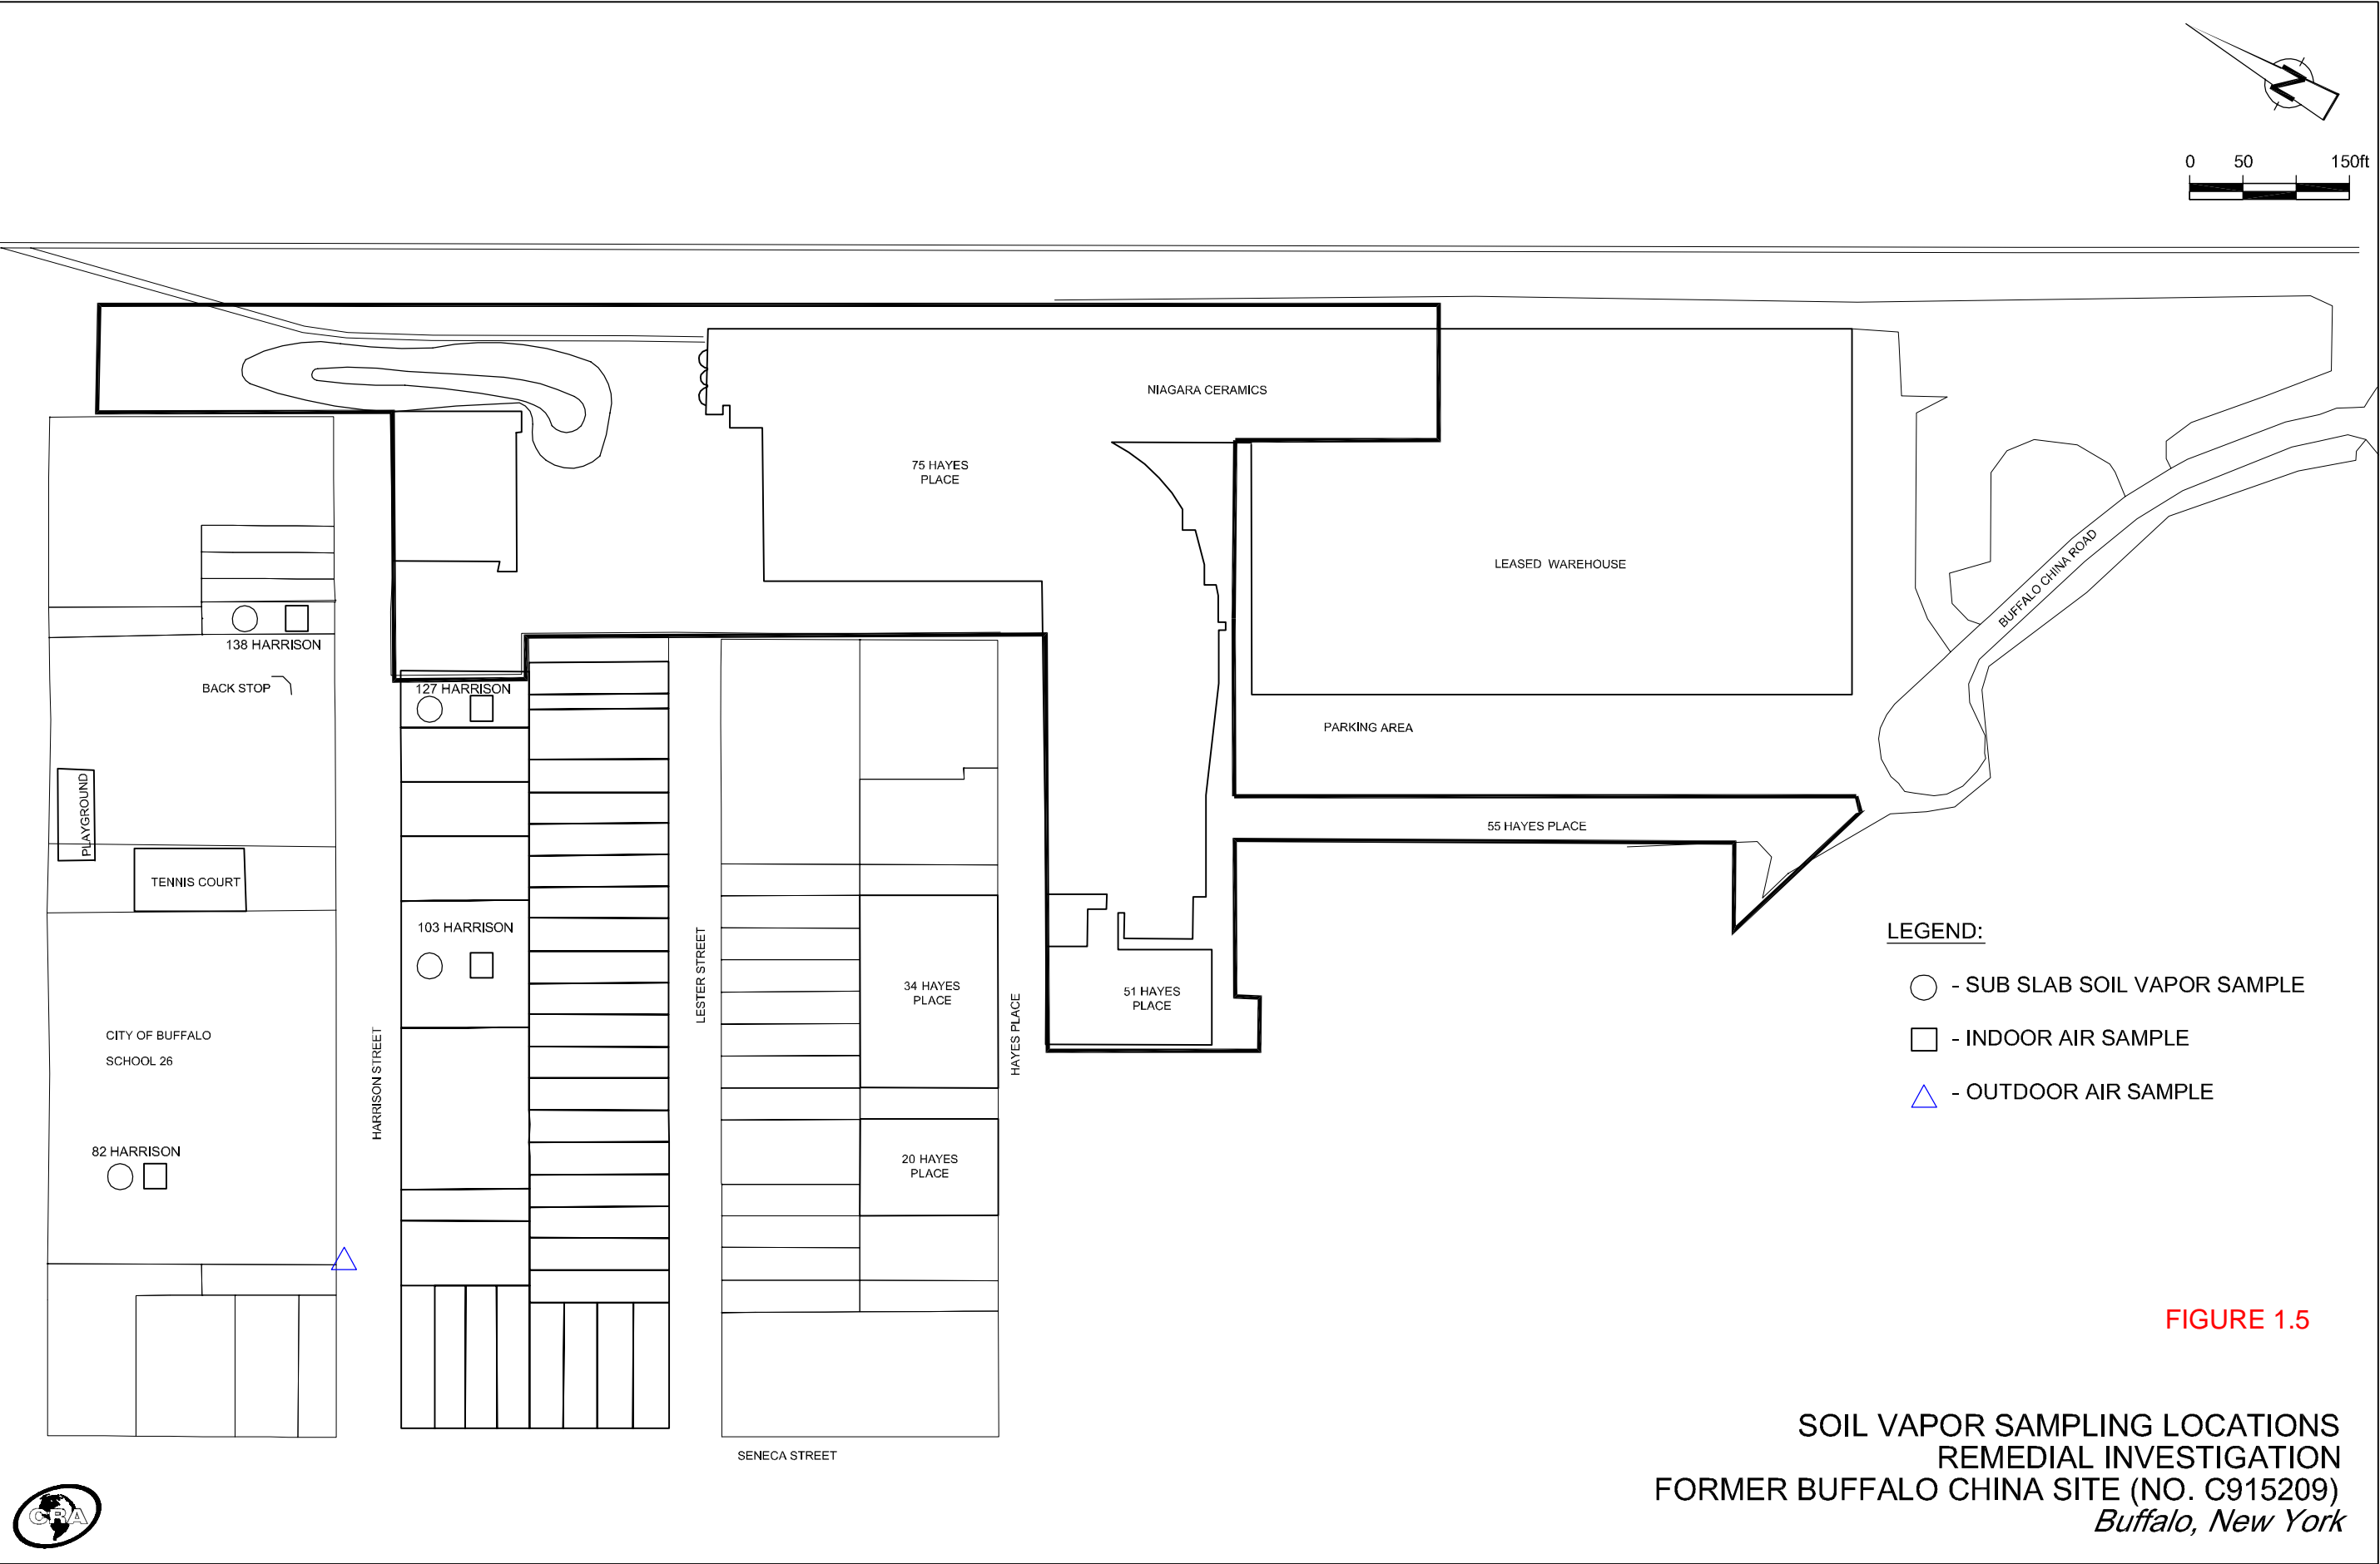 N
0 50 150ft
NIAGARA CERAMICS
75 HAYES
PLACE
LEASED WAREHOUSE
BUFFALO CHINA ROAD
138 HARRISON
BACK STOP
127 HARRISON
PARKING AREA
PLAYGROUND
TENNIS COURT
55 HAYES PLACE
103 HARRISON
LESTER STREET
34 HAYES
PLACE
HAYES PLACE
51 HAYES
PLACE
CITY OF BUFFALO
SCHOOL 26
HARRISON STREET
82 HARRISON
20 HAYES
PLACE
SENECA STREET
LEGEND:
- SUB SLAB SOIL VAPOR SAMPLE
- INDOOR AIR SAMPLE
- OUTDOOR AIR SAMPLE
FIGURE 1.5
SOIL VAPOR SAMPLING LOCATIONS
REMEDIAL INVESTIGATION
FORMER BUFFALO CHINA SITE (NO. C915209)
Buffalo, New York
CRA